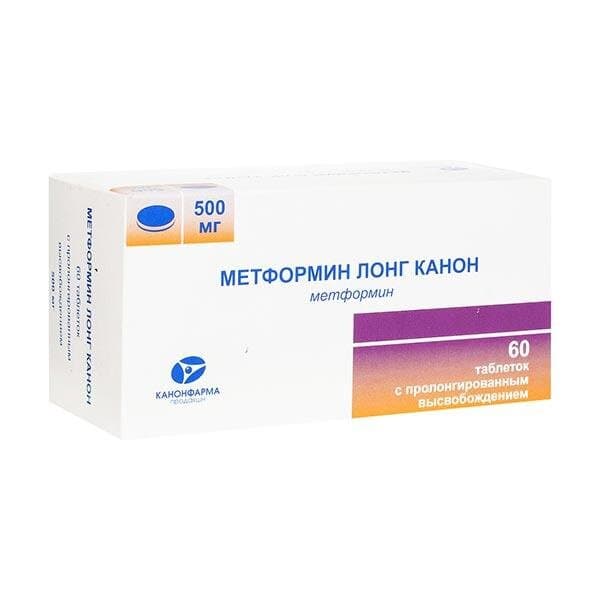 500
МГ
МЕТФОРМИН ЛОНГ КАНОН
метформин
60
таблеток
с пролонгированным
высвобождением
КАНОНФАРМА
продакшн
МЕТФОРМИН ЛОНГ КАНОН
60 таблеток
с пролонгированным
высвобождением
500 мг